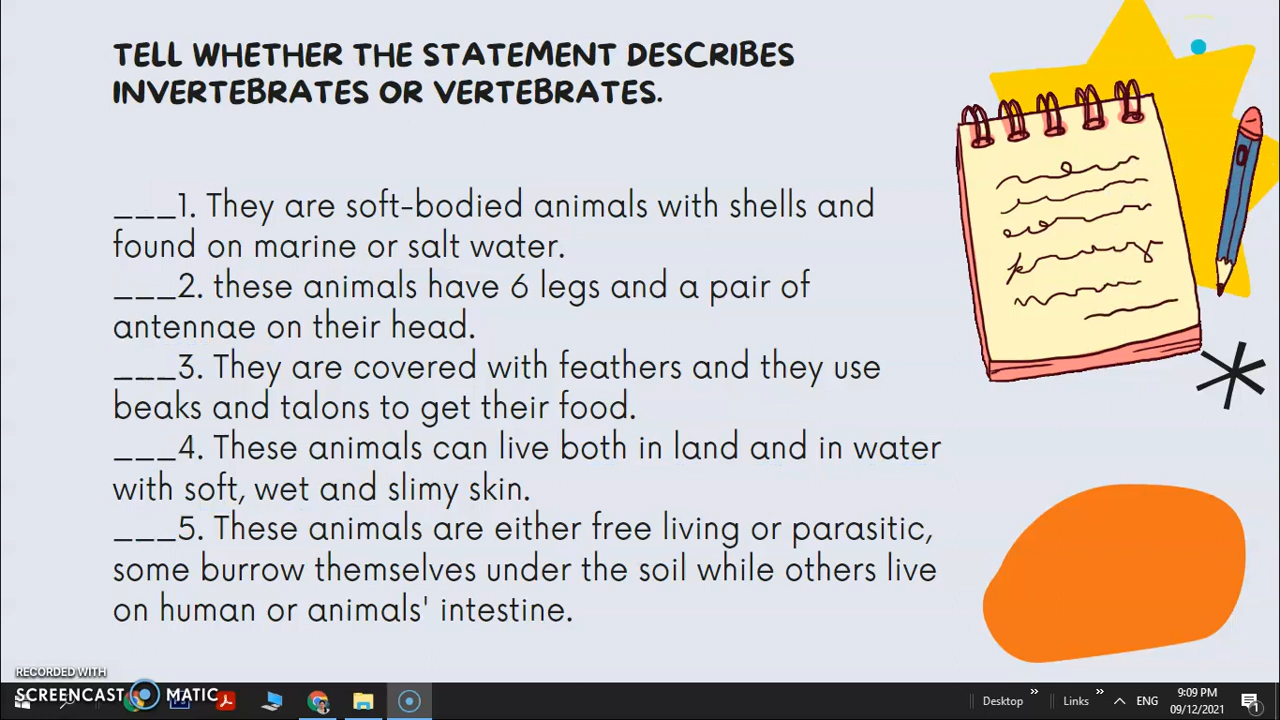 TELL WHETHER THE STATEMENT DESCRIBES
INVERTEBRATES OR VERTEBRATES.
___1. They are soft-bodied animals with shells and
found on marine or salt water.
___2. these animals have 6 legs and a pair of
antennae on their head.
___3. They are covered with feathers and they use
beaks and talons to get their food.
___4. These animals can live both in land and in water
with soft, wet and slimy skin.
___5. These animals are either free living or parasitic,
some burrow themselves under the soil while others live
on human or animals' intestine.
RECORDED WITH
SCREENCAST MATIC
Desktop
Links
ENG
9:09 PM
09/12/2021